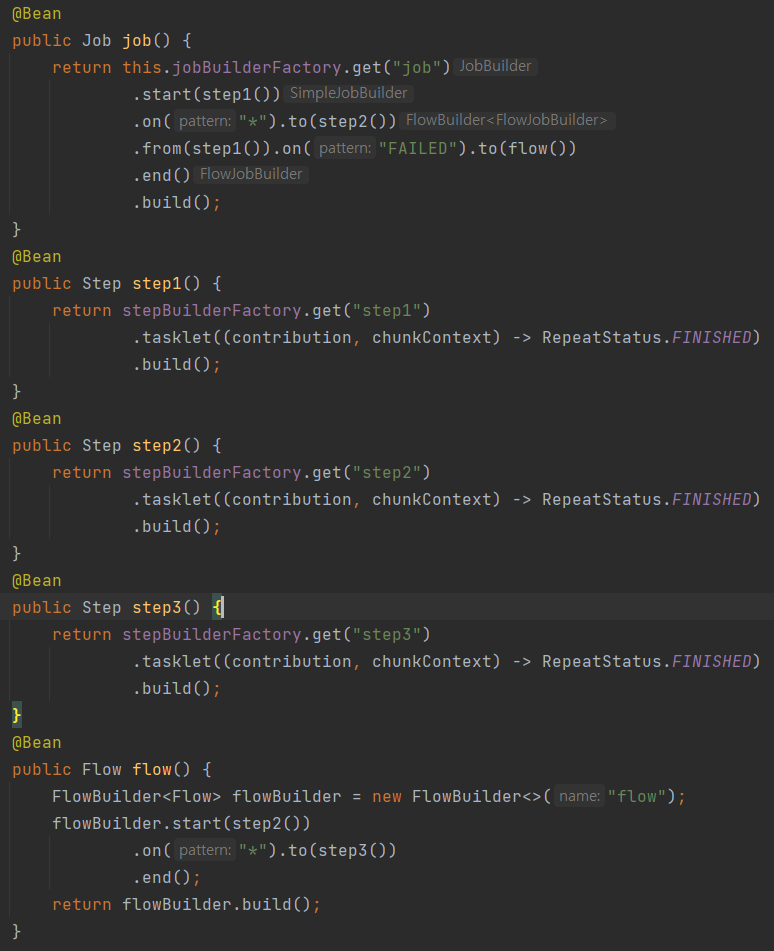 @Bean
public Job job() {
    return this.jobBuilderFactory.get("job") JobBuilder
            .start(step1()) SimpleJobBuilder
            .on( pattern: "*").to(step2()) FlowBuilder<FlowJobBuilder>
            .from(step1()).on( pattern: "FAILED").to(flow())
            .end() FlowJobBuilder
            .build();
}
@Bean
public Step step1() {
    return stepBuilderFactory.get("step1")
            .tasklet((contribution, chunkContext) -> RepeatStatus.FINISHED)
            .build();
}
@Bean
public Step step2() {
    return stepBuilderFactory.get("step2")
            .tasklet((contribution, chunkContext) -> RepeatStatus.FINISHED)
            .build();
}
@Bean
public Step step3() {
    return stepBuilderFactory.get("step3")
            .tasklet((contribution, chunkContext) -> RepeatStatus.FINISHED)
            .build();
}
@Bean
public Flow flow() {
    FlowBuilder<Flow> flowBuilder = new FlowBuilder<>( name: "flow");
    flowBuilder.start(step2())
            .on( pattern: "*").to(step3())
            .end();
    return flowBuilder.build();
}